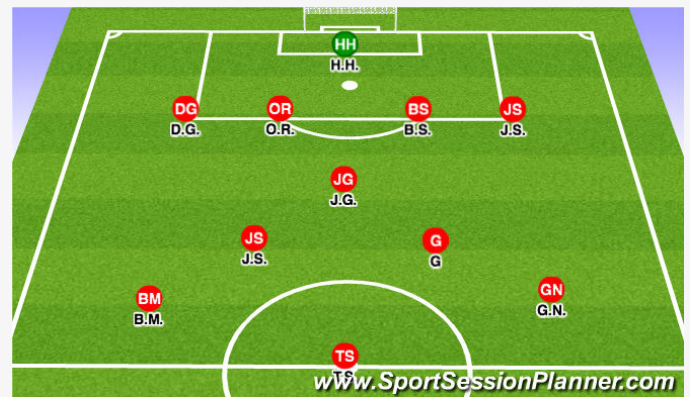 HH
H.H.
DG
D.G.
OR
O.R.
BS
B.S.
JS
J.S.
JG
J.G.
JS
J.S.
G
G
BM
B.M.
GN
G.N.
TS
T.S.
www.SportSessionPlanner.com